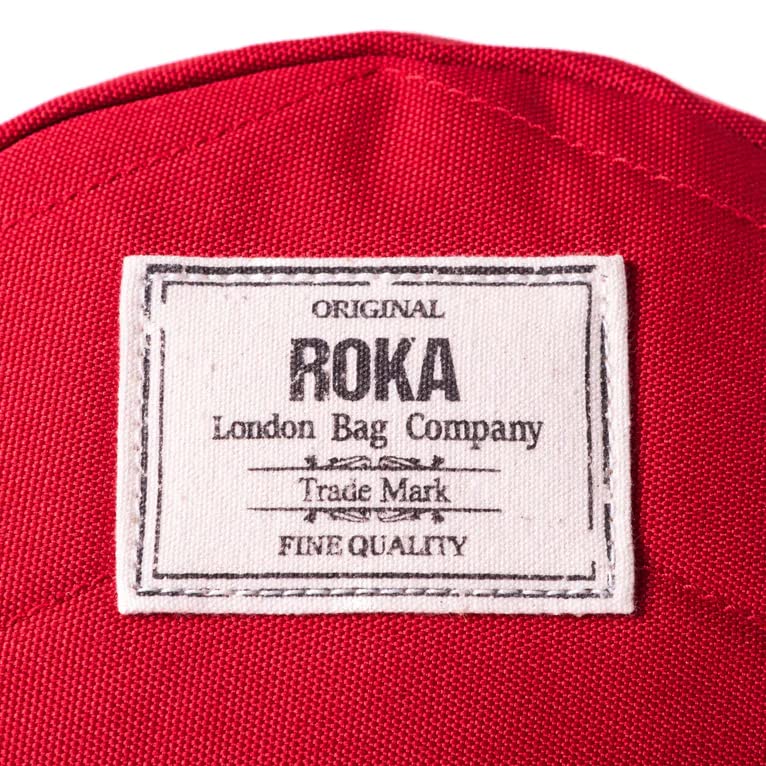 ORIGINAL
ROKA
London Bag Company
Trade Mark
FINE QUALITY